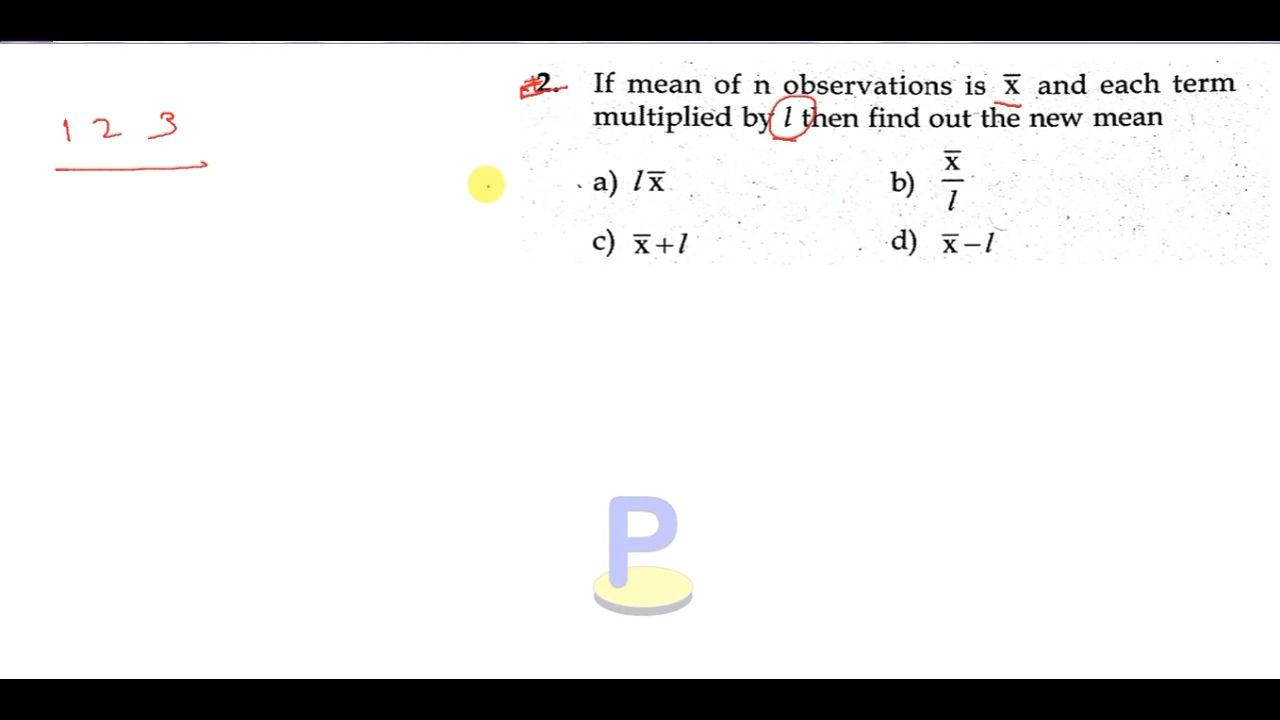 1 2 3
2. If mean of n observations is x̅ and each term
multiplied by l then find out the new mean
a) l x̅
b) x̅/l
c) x̅+l
d) x̅−l
P